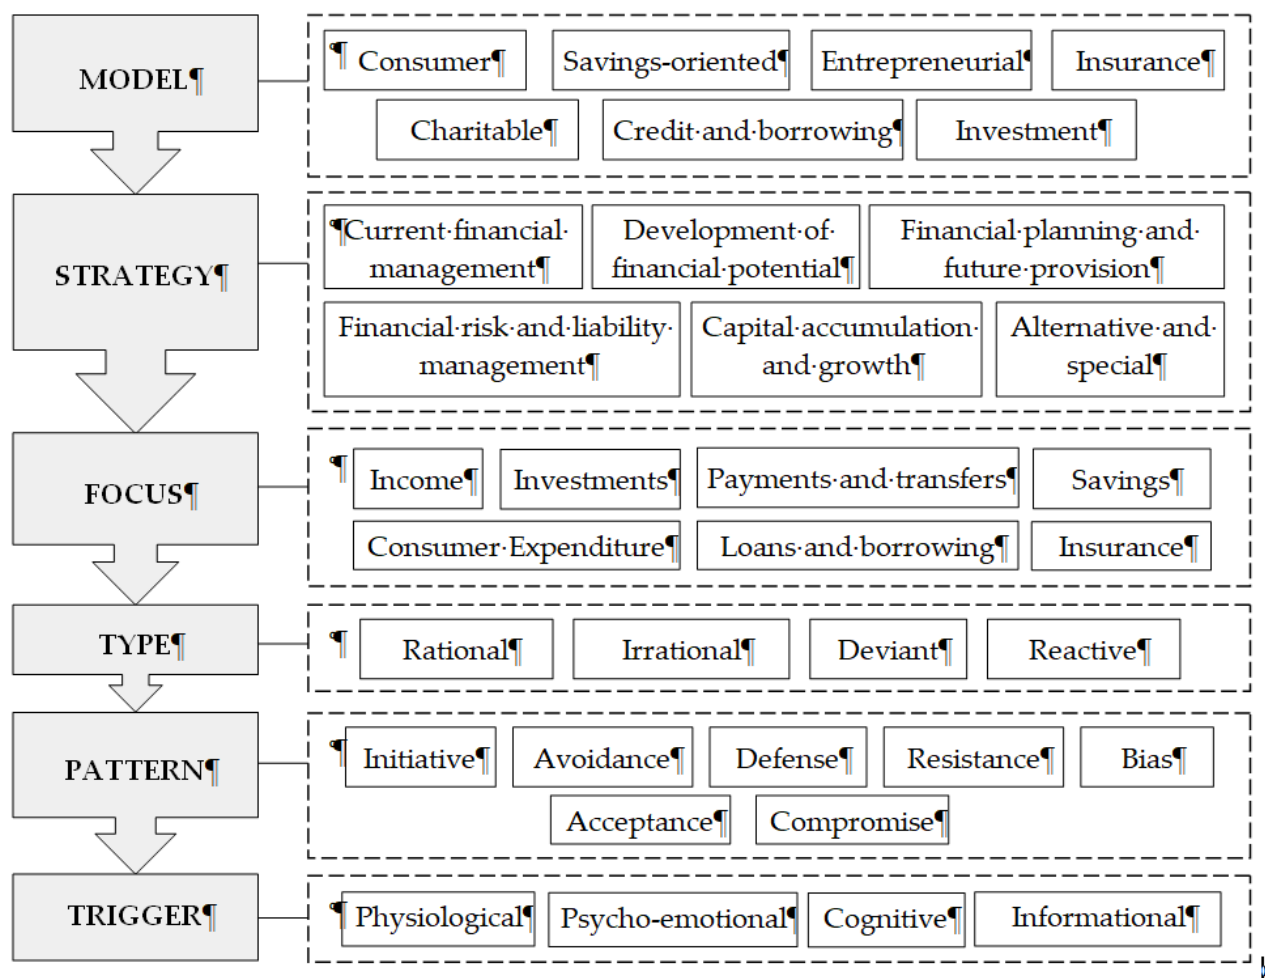 MODEL¶
¶
Consumer¶
Savings-oriented¶
Entrepreneurial¶
Insurance¶
Charitable¶
Credit·and·borrowing¶
Investment¶
STRATEGY¶
¶
Current·financial·
management¶
Development·of·
financial·potential¶
Financial·planning·and·
future·provision¶
Financial·risk·and·liability·
management¶
Capital·accumulation·
and·growth¶
Alternative·and·
special¶
FOCUS¶
¶
Income¶
Investments¶
Payments·and·transfers¶
Savings¶
Consumer·Expenditure¶
Loans·and·borrowing¶
Insurance¶
TYPE¶
¶
Rational¶
Irrational¶
Deviant¶
Reactive¶
PATTERN¶
¶
Initiative¶
Avoidance¶
Defense¶
Resistance¶
Bias¶
Acceptance¶
Compromise¶
TRIGGER¶
¶
Physiological¶
Psycho-emotional¶
Cognitive¶
Informational¶